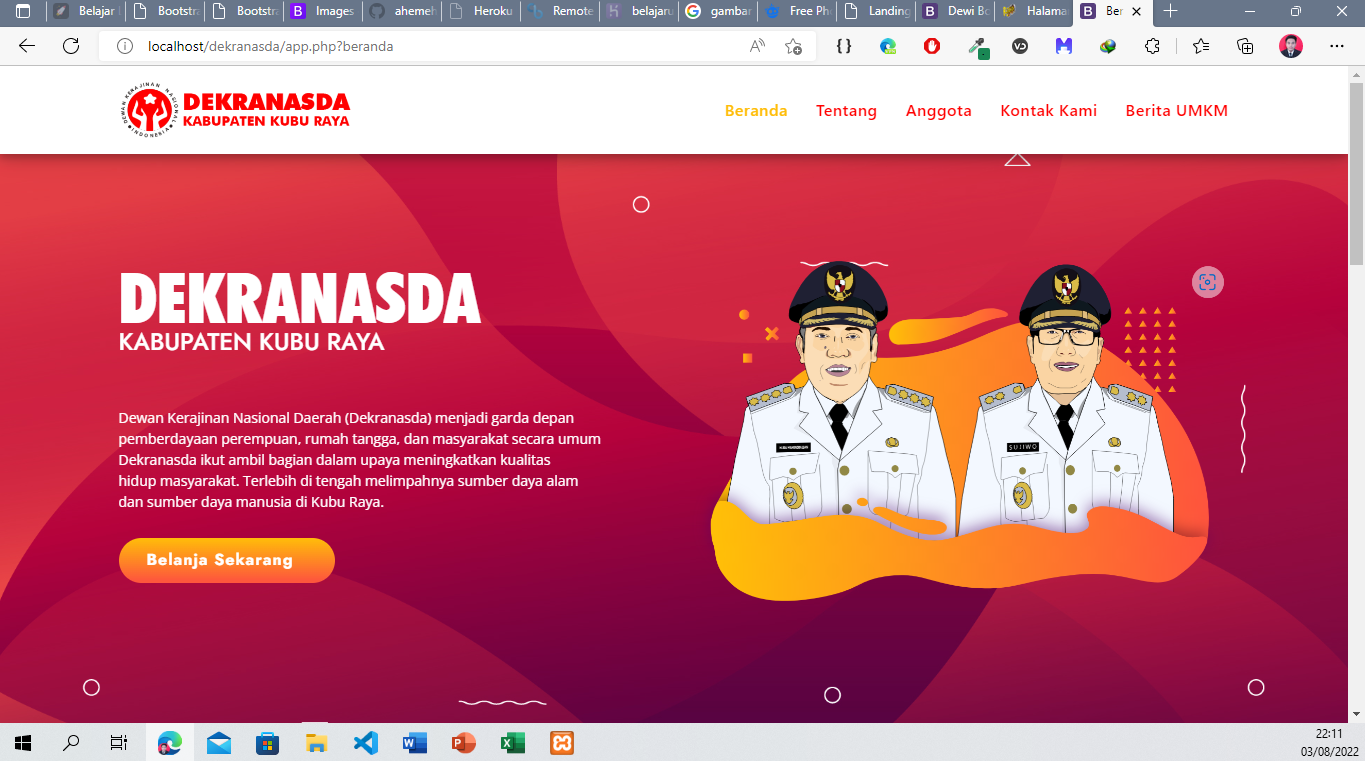 Belajar
Bootstra
Bootstra
Images
ahemeh
Heroku
Remote
belajaru
gambar
Free Pho
Landing
Dewi Bo
Halama
Ber
localhost/dekranasda/app.php?beranda
DEWAN KERAJINAN NASIONAL
INDONESIA
DEKRANASDA
KABUPATEN KUBU RAYA
Beranda
Tentang
Anggota
Kontak Kami
Berita UMKM
DEKRANASDA
KABUPATEN KUBU RAYA
Dewan Kerajinan Nasional Daerah (Dekranasda) menjadi garda depan
pemberdayaan perempuan, rumah tangga, dan masyarakat secara umum
Dekranasda ikut ambil bagian dalam upaya meningkatkan kualitas
hidup masyarakat. Terlebih di tengah melimpahnya sumber daya alam
dan sumber daya manusia di Kubu Raya.
Belanja Sekarang
SUJIWO
22:11
03/08/2022